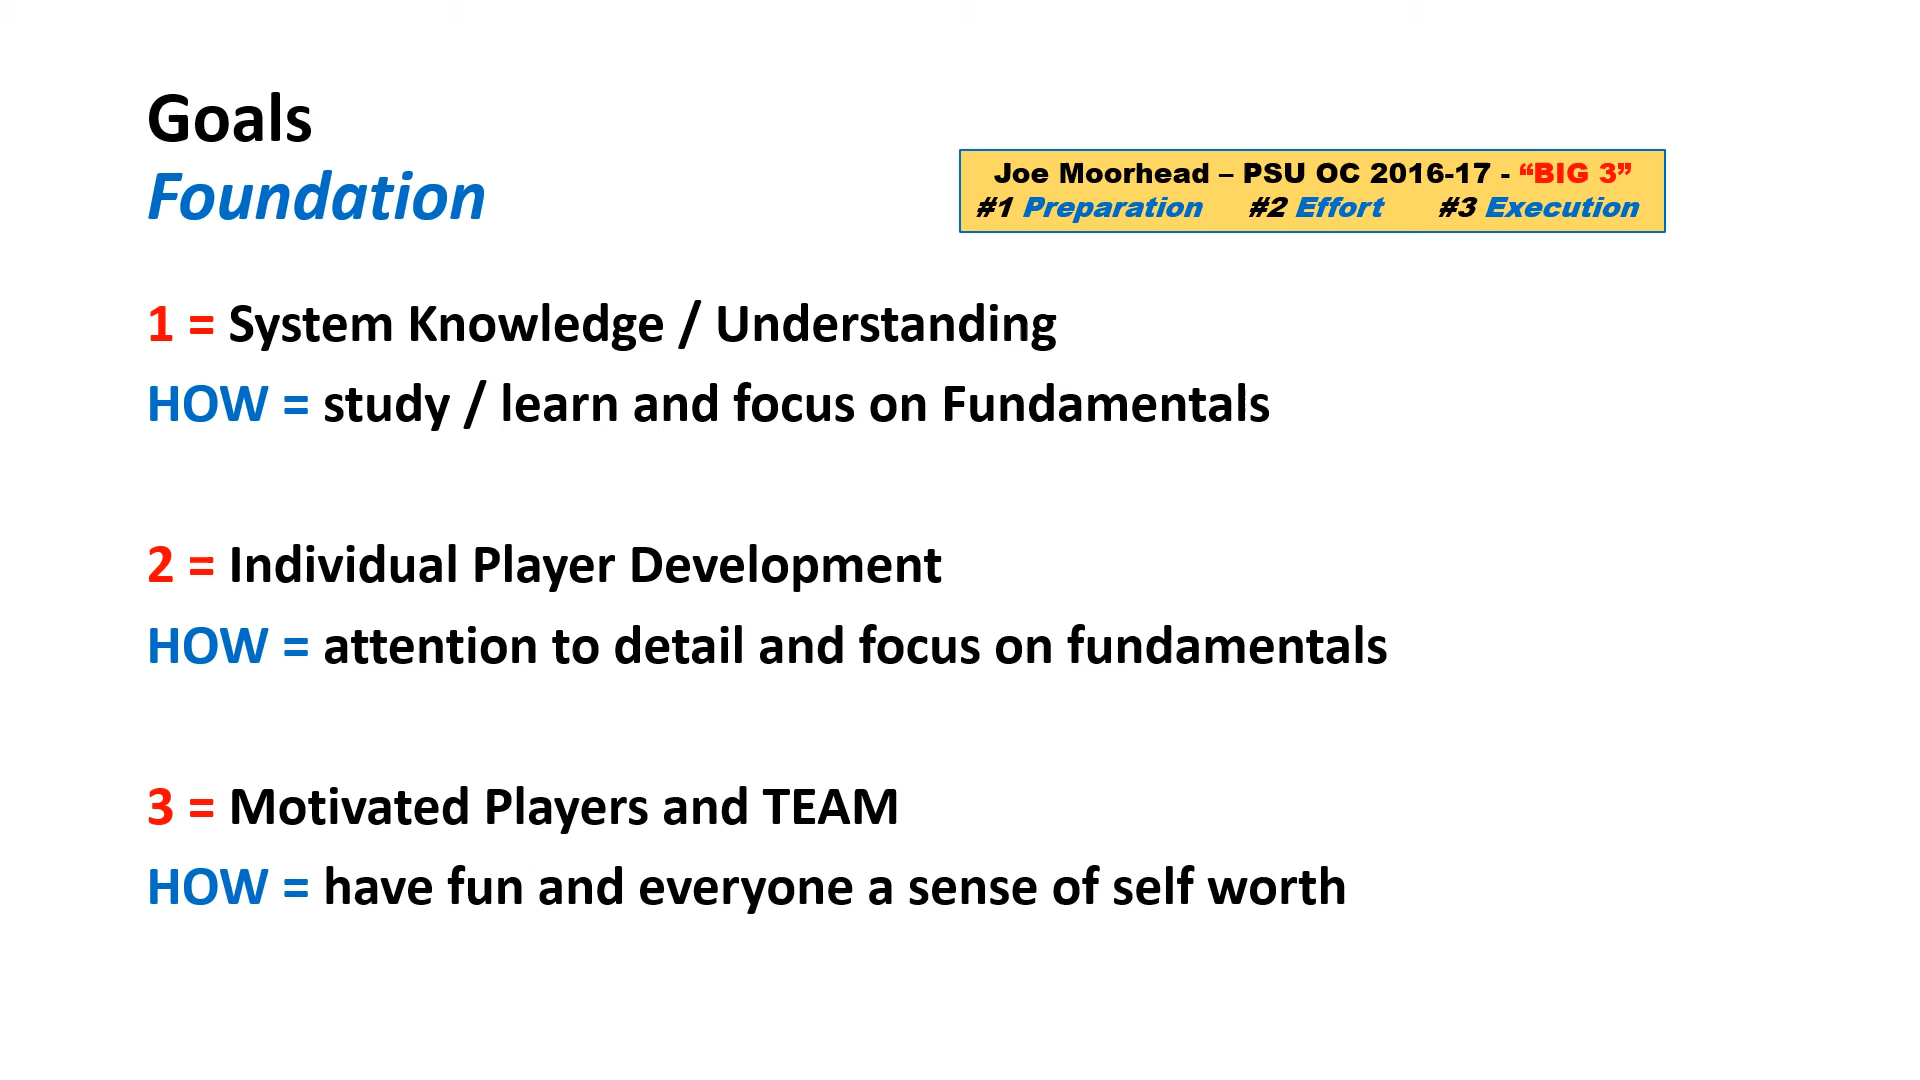 Goals
Foundation
Joe Moorhead – PSU OC 2016-17 - “BIG 3”
#1 Preparation #2 Effort #3 Execution
1 = System Knowledge / Understanding
HOW = study / learn and focus on Fundamentals
2 = Individual Player Development
HOW = attention to detail and focus on fundamentals
3 = Motivated Players and TEAM
HOW = have fun and everyone a sense of self worth